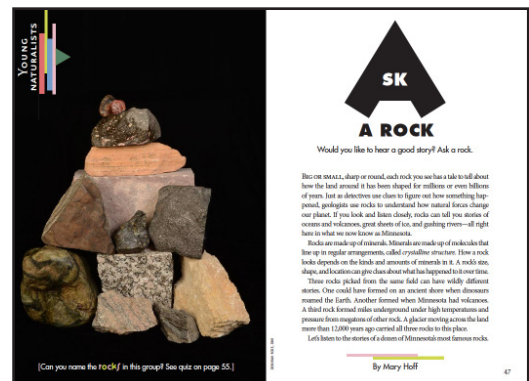 YOUNG
NATURALISTS
[Can you name the rocks in this group? See quiz on page 55.]
ASK
A ROCK
Would you like to hear a good story? Ask a rock.
BIG OR SMALL, sharp or round, each rock you see has a tale to tell about
how the land around it has been shaped for millions or even billions
of years. Just as detectives use clues to figure out how something hap-
pened, geologists use rocks to understand how natural forces change
our planet. If you look and listen closely, rocks can tell you stories of
oceans and volcanoes, great sheets of ice, and gushing rivers—all right
here in what we now know as Minnesota.
Rocks are made up of minerals. Minerals are made up of molecules that
line up in regular arrangements, called crystalline structure. How a rock
looks depends on the kinds and amounts of minerals in it. A rock's size,
shape, and location can give clues about what has happened to it over time.
Three rocks picked from the same field can have wildly different
stories. One could have formed on an ancient shore when dinosaurs
roamed the Earth. Another formed when Minnesota had volcanoes.
A third rock formed miles underground under high temperatures and
pressure from megatons of other rock. A glacier moving across the land
more than 12,000 years ago carried all three rocks to this place.
Let's listen to the stories of a dozen of Minnesota's most famous rocks.
By Mary Hoff
47